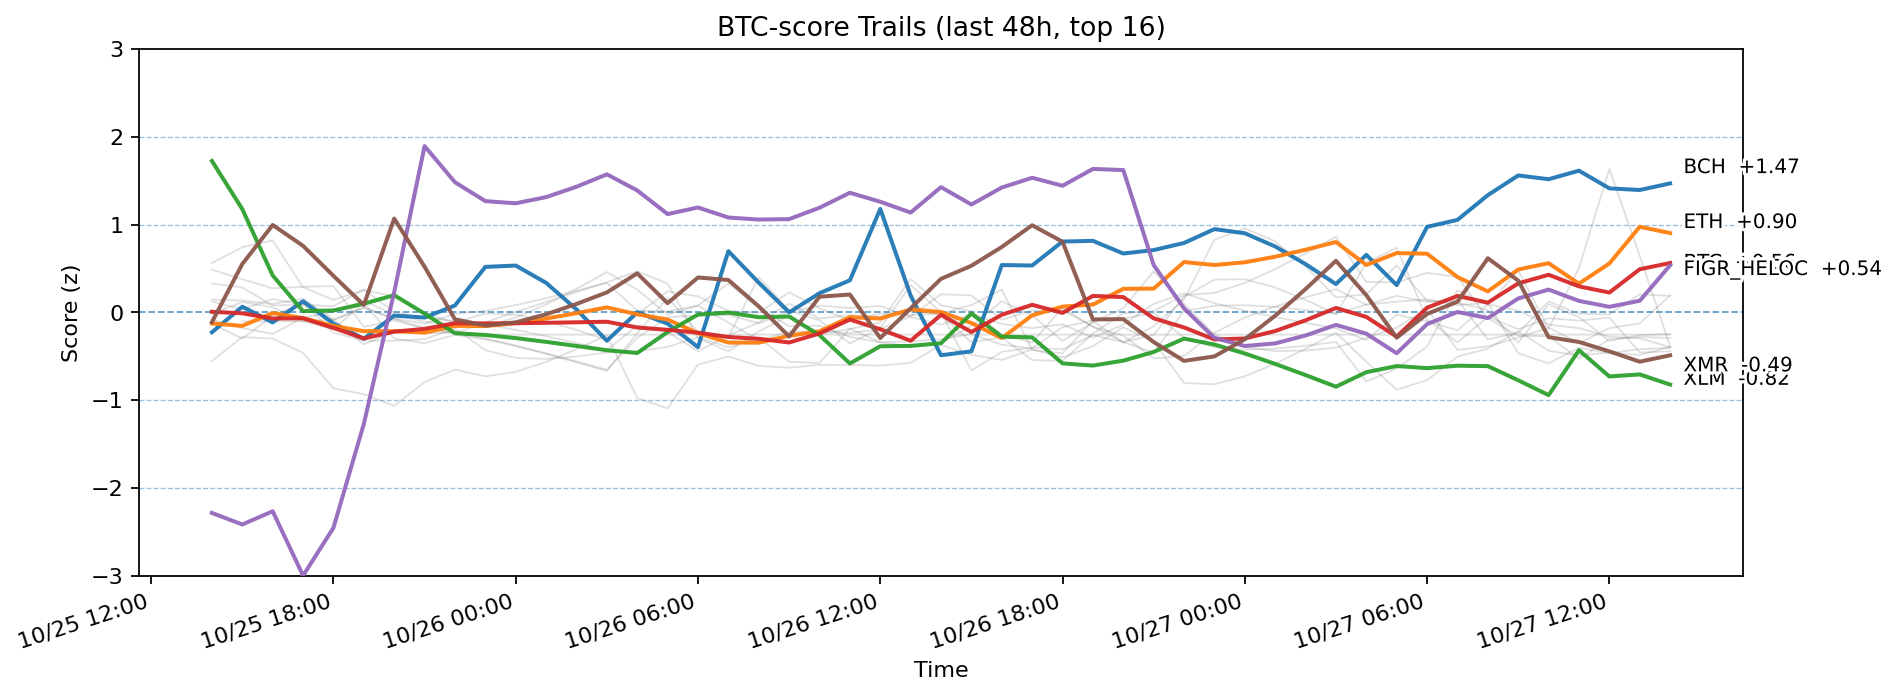 BTC-score Trails (last 48h, top 16)
Score (z)
3
2
1
0
−1
−2
−3
BCH +1.47
ETH +0.90
FIGR_HELOC +0.54
XMR -0.49
XLM -0.82
10/25 12:00
10/25 18:00
10/26 00:00
10/26 06:00
10/26 12:00
10/26 18:00
10/27 00:00
10/27 06:00
10/27 12:00
Time